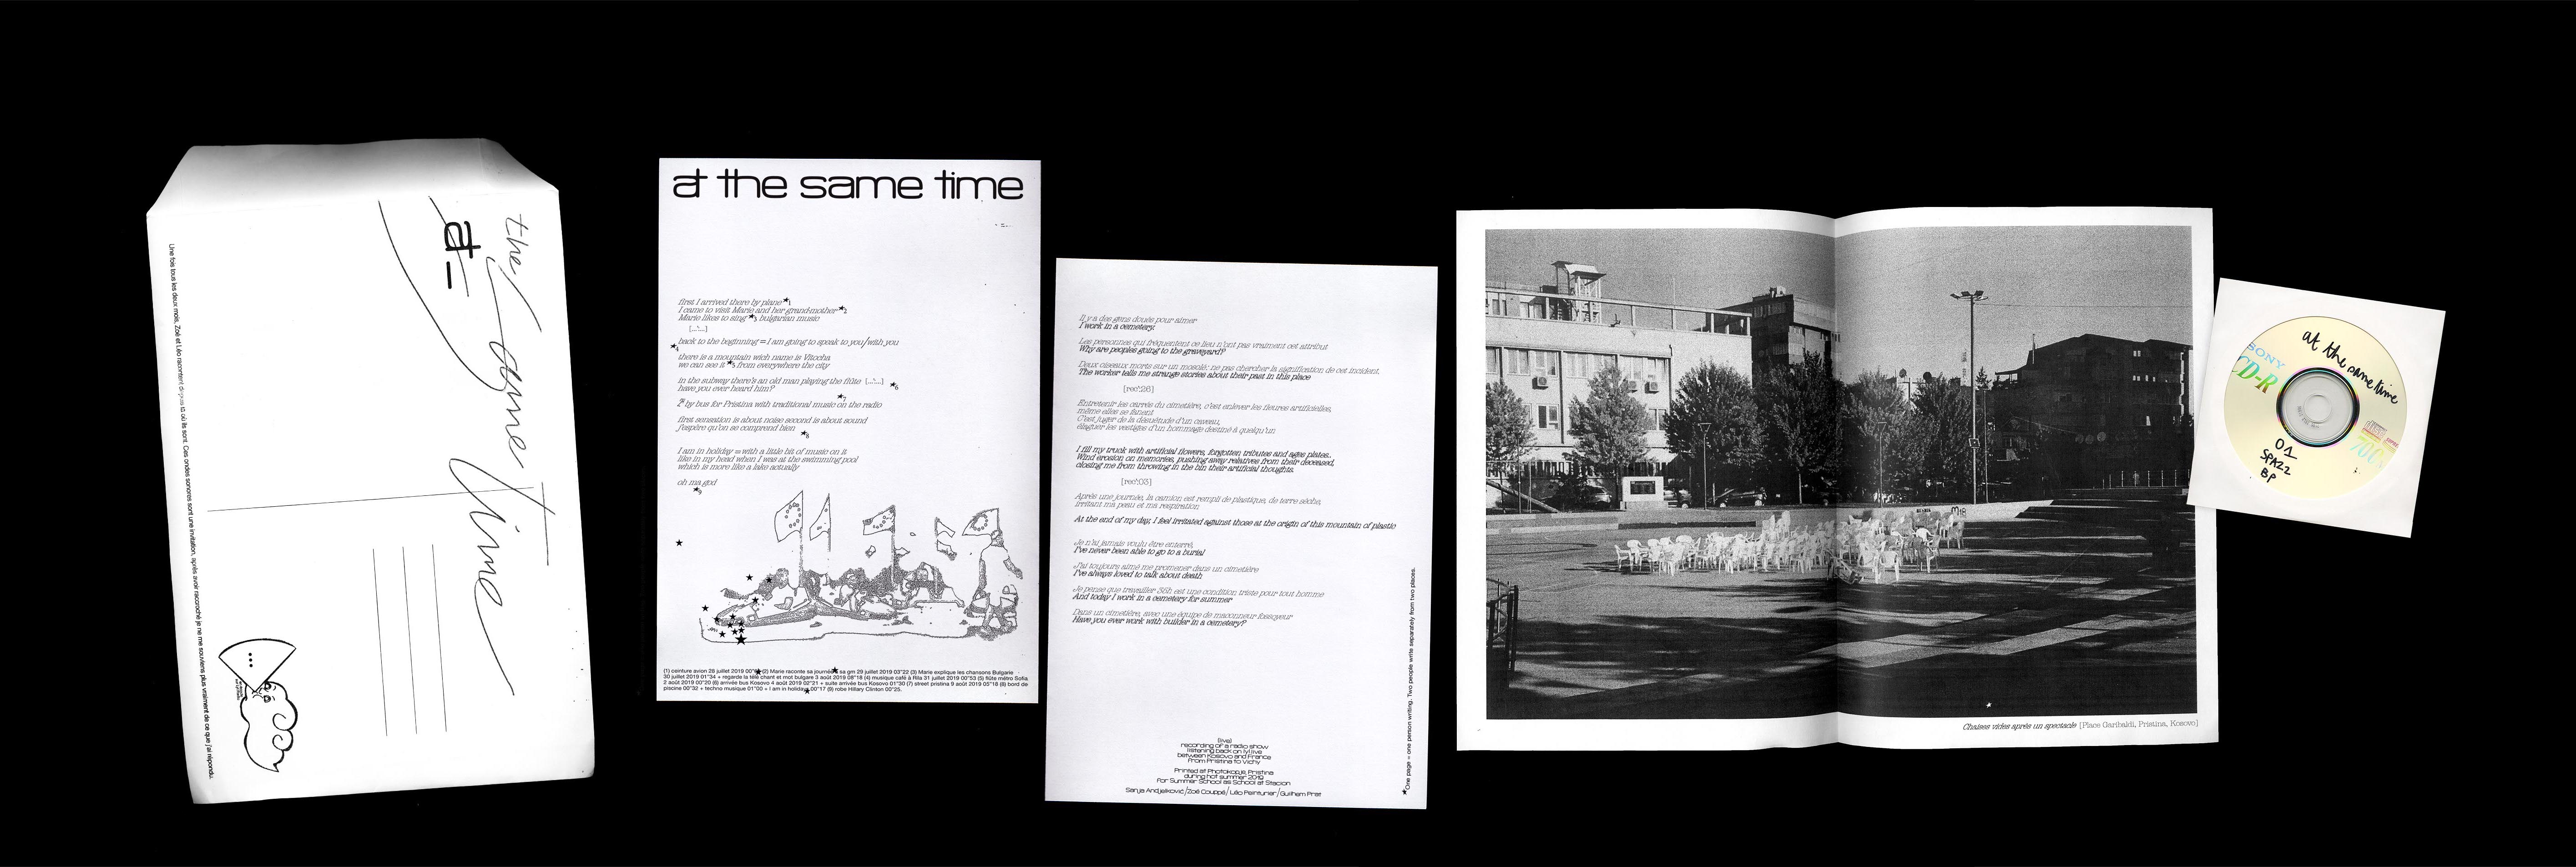 at_
the same time
Une fois tous les deux mois, Zoé et Léo racontent d'où ils sont. Ces ondes sonores sont une invitation. Après avoir raccroché je ne me souviens plus vraiment de ce que j'ai répondu.
at the same time
first I arrived there by plane ★1
I came to visit Marie and her grand-mother ★2
Marie likes to sing ★3 bulgarian music
[...'...]
★4 back to the beginning = I am going to speak to you/with you
there is a mountain wich name is Vitocha
we can see it ★5 from everywhere the city
in the subway there's an old man playing the flûte [...'...] ★6
have you ever heard him?
★7
by bus for Pristina with traditional music on the radio
first sensation is about noise second is about sound
j'espère qu'on se comprend bien ★8
I am in holiday = with a little bit of music on it
like in my head when I was at the swimming pool
which is more like a lake actually
oh ma god
★9
(1) ceinture avion 28 juillet 2019 (2) Marie raconte sa journée à sa gm 29 juillet 2019 03"22 (3) Marie explique les chansons Bulgarie
30 juillet 2019 01"34 + regarde la télé chant et mot bulgare 3 août 2019 08"18 (4) musique café à Rila 31 juillet 2019 00"53 (5) flûte métro Sofia
2 août 2019 00"20 (6) arrivée bus Kosovo 4 août 2019 02"21 + suite arrivée bus Kosovo 01"30 (7) street pristina 9 août 2019 05"18 (8) bord de
piscine 00"32 + techno musique 01"00 + I am in holiday 00"17 (9) robe Hillary Clinton 00"25.
Il y a des gens doués pour aimer
I work in a cemetery.
Les personnes qui fréquentent ce lieu n'ont pas vraiment cet attribut
Why are peoples going to the graveyard?
Deux oiseaux morts sur un mosolé: ne pas chercher la signification de cet incident.
The worker tells me strange stories about their past in this place
[rec':26]
Entretenir les carrés du cimetière, c'est enlever les fleures artificielles,
même elles se fanent
C'est juger de la désuétude d'un caveau,
élaguer les vestiges d'un hommage destiné à quelqu'un
I fill my truck with artificial flowers, forgotten tributes and ages plates..
Wind erosion on memories, pushing away relatives from their deceased,
closing me from throwing in the bin their artificial thoughts.
[rec':03]
Après une journée, la camion est rempli de plastique, de terre sèche,
irritant ma peau et ma respiration
At the end of my day, I feel irritated against those at the origin of this mountain of plastic
Je n'ai jamais voulu être enterré,
I've never been able to go to a burial
J'ai toujours aimé me promener dans un cimetière
I've always loved to talk about death
Je pense que travailler 35h est une condition triste pour tout homme
And today I work in a cemetery for summer
Dans un cimetière, avec une équipe de maconneur fossoyeur
Have you ever work with builder in a cemetery?
[live]
recording of a radio show
listening back on lyl live
between Kosovo and France
from Pristina to Vichy
Printed at Photokopje, Pristina
during hot summer 2019
for Summer School as School at Stacion
Sanja Andjelković/Zoé Couppé/ Léo Peinturier/Guilhem Prat
★One page = one person writing. Two people write separately from two places.
Chaises vides après un spectacle [Place Garibaldi, Pristina, Kosovo]
at the same time
SONY
CD-R
700
01
SPAZZ
BP